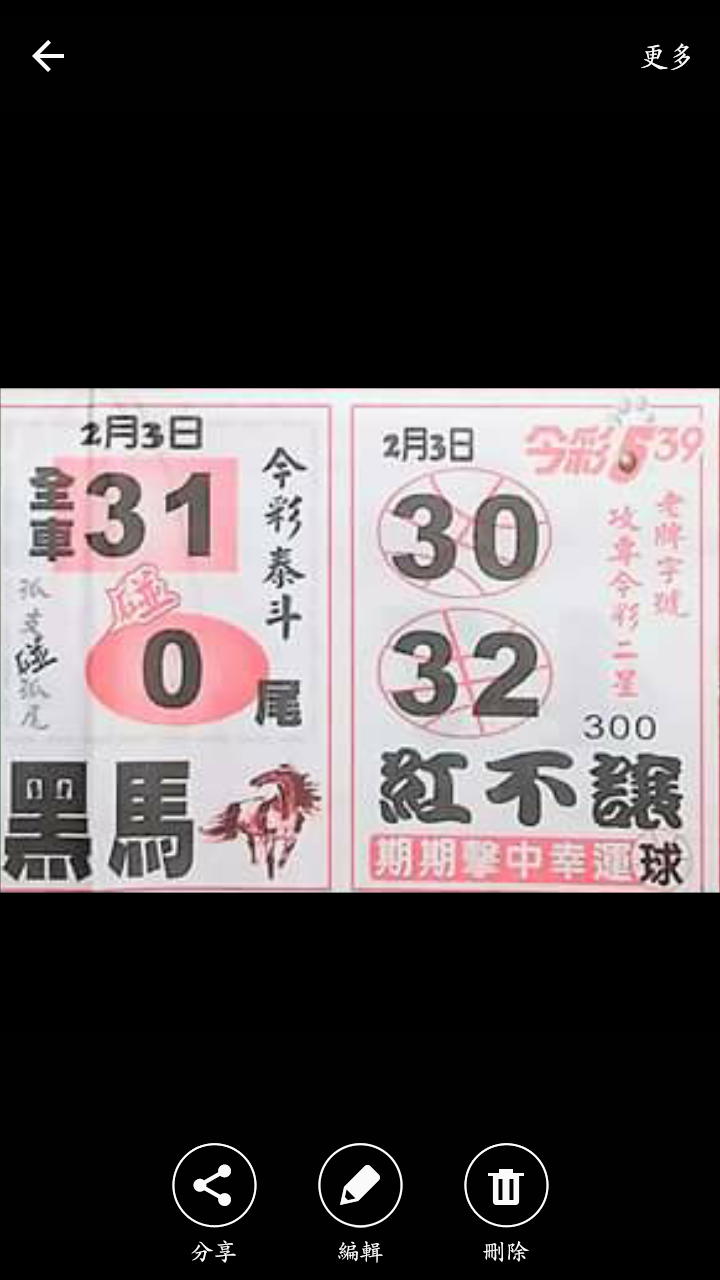 更多
2月3日
全車
31
今彩泰斗
孤支碰孤尾
碰
0
尾
黑馬
2月3日
今彩539
30
老牌字號
攻專今彩二星
32
300
紅不讓
期期擊中幸運球
分享
編輯
刪除